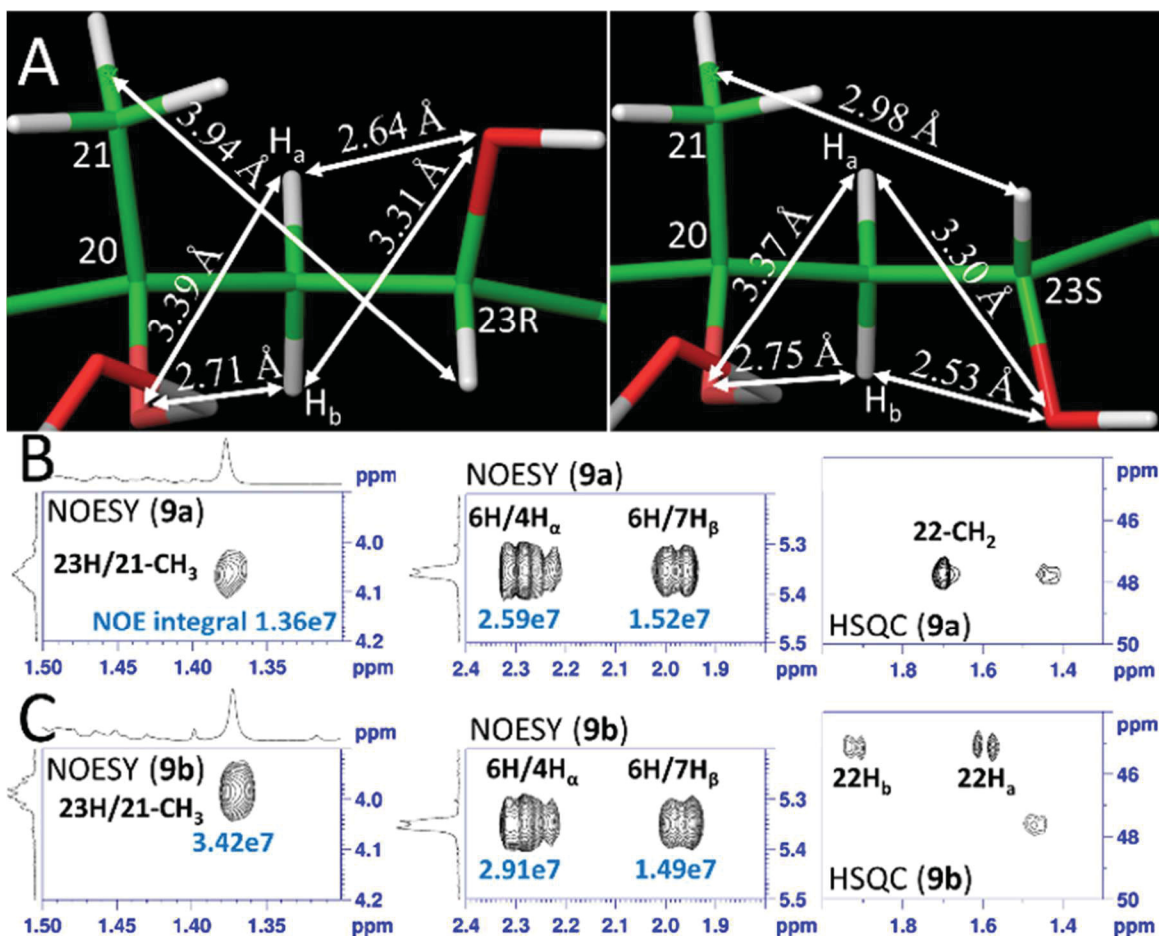 A
21
20
3.94 Å
Ha
2.64 Å
3.31 Å
3.39 Å
2.71 Å
Hb
23R
21
20
2.98 Å
Ha
3.37 Å
3.30 Å
2.75 Å
2.53 Å
Hb
23S
B
ppm
NOESY (9a)
23H/21-CH3
NOE integral 1.36e7
4.0
4.1
4.2
1.50 1.45 1.40 1.35 ppm
NOESY (9a)
6H/4Hα 6H/7Hβ
2.59e7 1.52e7
ppm
5.3
5.4
5.5
2.4 2.3 2.2 2.1 2.0 1.9 ppm
22-CH2
HSQC (9a)
ppm
46
48
50
1.8 1.6 1.4 ppm
C
ppm
NOESY (9b)
23H/21-CH3
3.42e7
4.0
4.1
4.2
1.50 1.45 1.40 1.35 ppm
NOESY (9b)
6H/4Hα 6H/7Hβ
2.91e7 1.49e7
ppm
5.3
5.4
5.5
2.4 2.3 2.2 2.1 2.0 1.9 ppm
22Hb 22Ha
HSQC (9b)
ppm
46
48
50
1.8 1.6 1.4 ppm